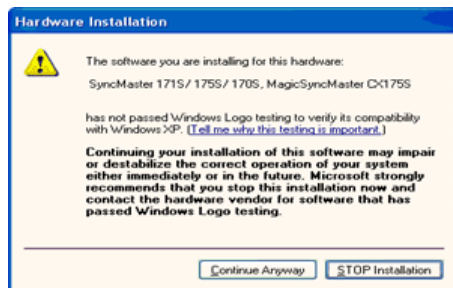 Hardware Installation
The software you are installing for this hardware:
SyncMaster 171S/ 175S/ 170S, MagicSyncMaster CX175S
has not passed Windows Logo testing to verify its compatibility
with Windows XP. (Tell me why this testing is important.)
Continuing your installation of this software may impair
or destabilize the correct operation of your system
either immediately or in the future. Microsoft strongly
recommends that you stop this installation now and
contact the hardware vendor for software that has
passed Windows Logo testing.
Continue Anyway
STOP Installation